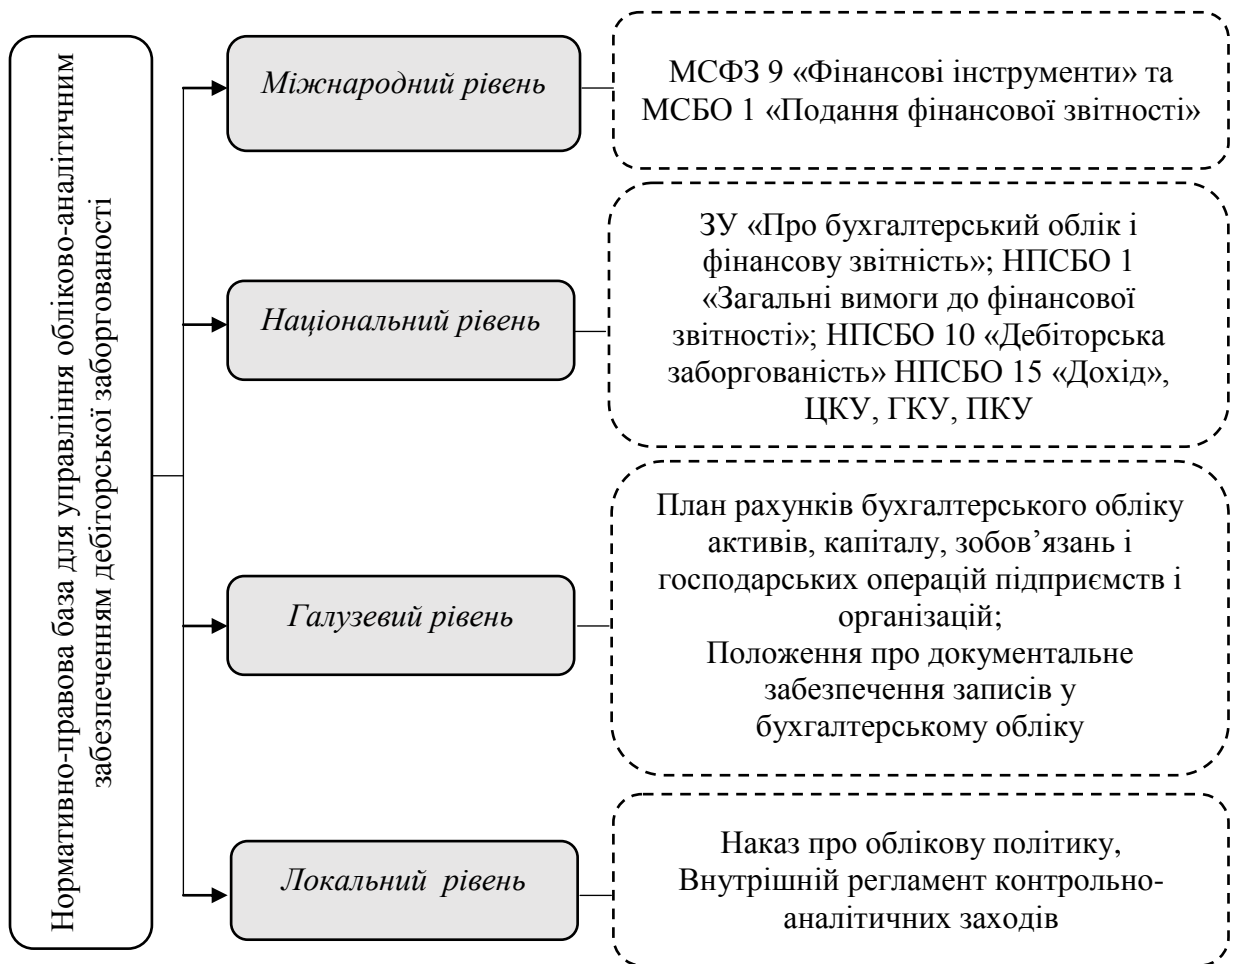 Нормативно-правова база для управління обліково-аналітичним
забезпеченням дебіторської заборгованості
Міжнародний рівень
МСФЗ 9 «Фінансові інструменти» та
МСБО 1 «Подання фінансової звітності»
Національний рівень
ЗУ «Про бухгалтерський облік і
фінансову звітність»; НПСБО 1
«Загальні вимоги до фінансової
звітності»; НПСБО 10 «Дебіторська
заборгованість» НПСБО 15 «Дохід»,
ЦКУ, ГКУ, ПКУ
Галузевий рівень
План рахунків бухгалтерського обліку
активів, капіталу, зобов’язань і
господарських операцій підприємств і
організацій;
Положення про документальне
забезпечення записів у
бухгалтерському обліку
Локальний рівень
Наказ про облікову політику,
Внутрішній регламент контрольно-
аналітичних заходів